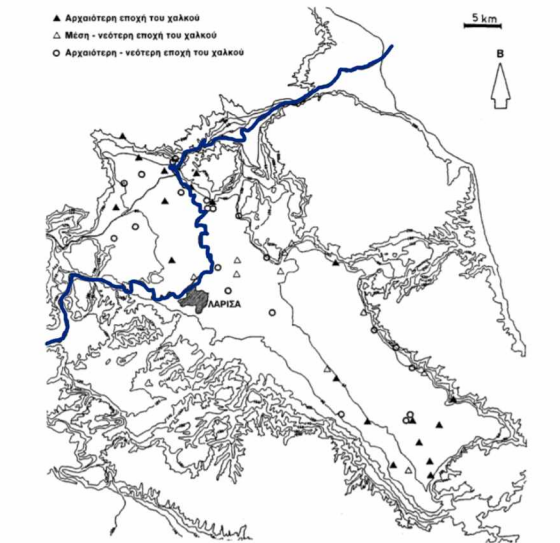 Αρχαιότερη εποχή του χαλκού
Μέση - νεότερη εποχή του χαλκού
Αρχαιότερη - νεότερη εποχή του χαλκού
5 km
Β
ΛΑΡΙΣΑ